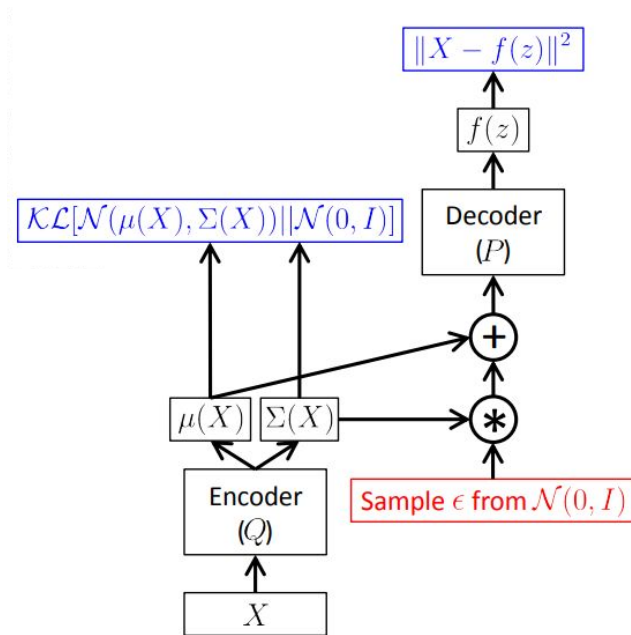 ‖X − f(z)‖²
f(z)
𝒦ℒ[𝒩(μ(X), Σ(X))||𝒩(0, I)]
Decoder
(P)
+
μ(X)
Σ(X)
*
Encoder
(Q)
Sample ϵ from 𝒩(0, I)
X